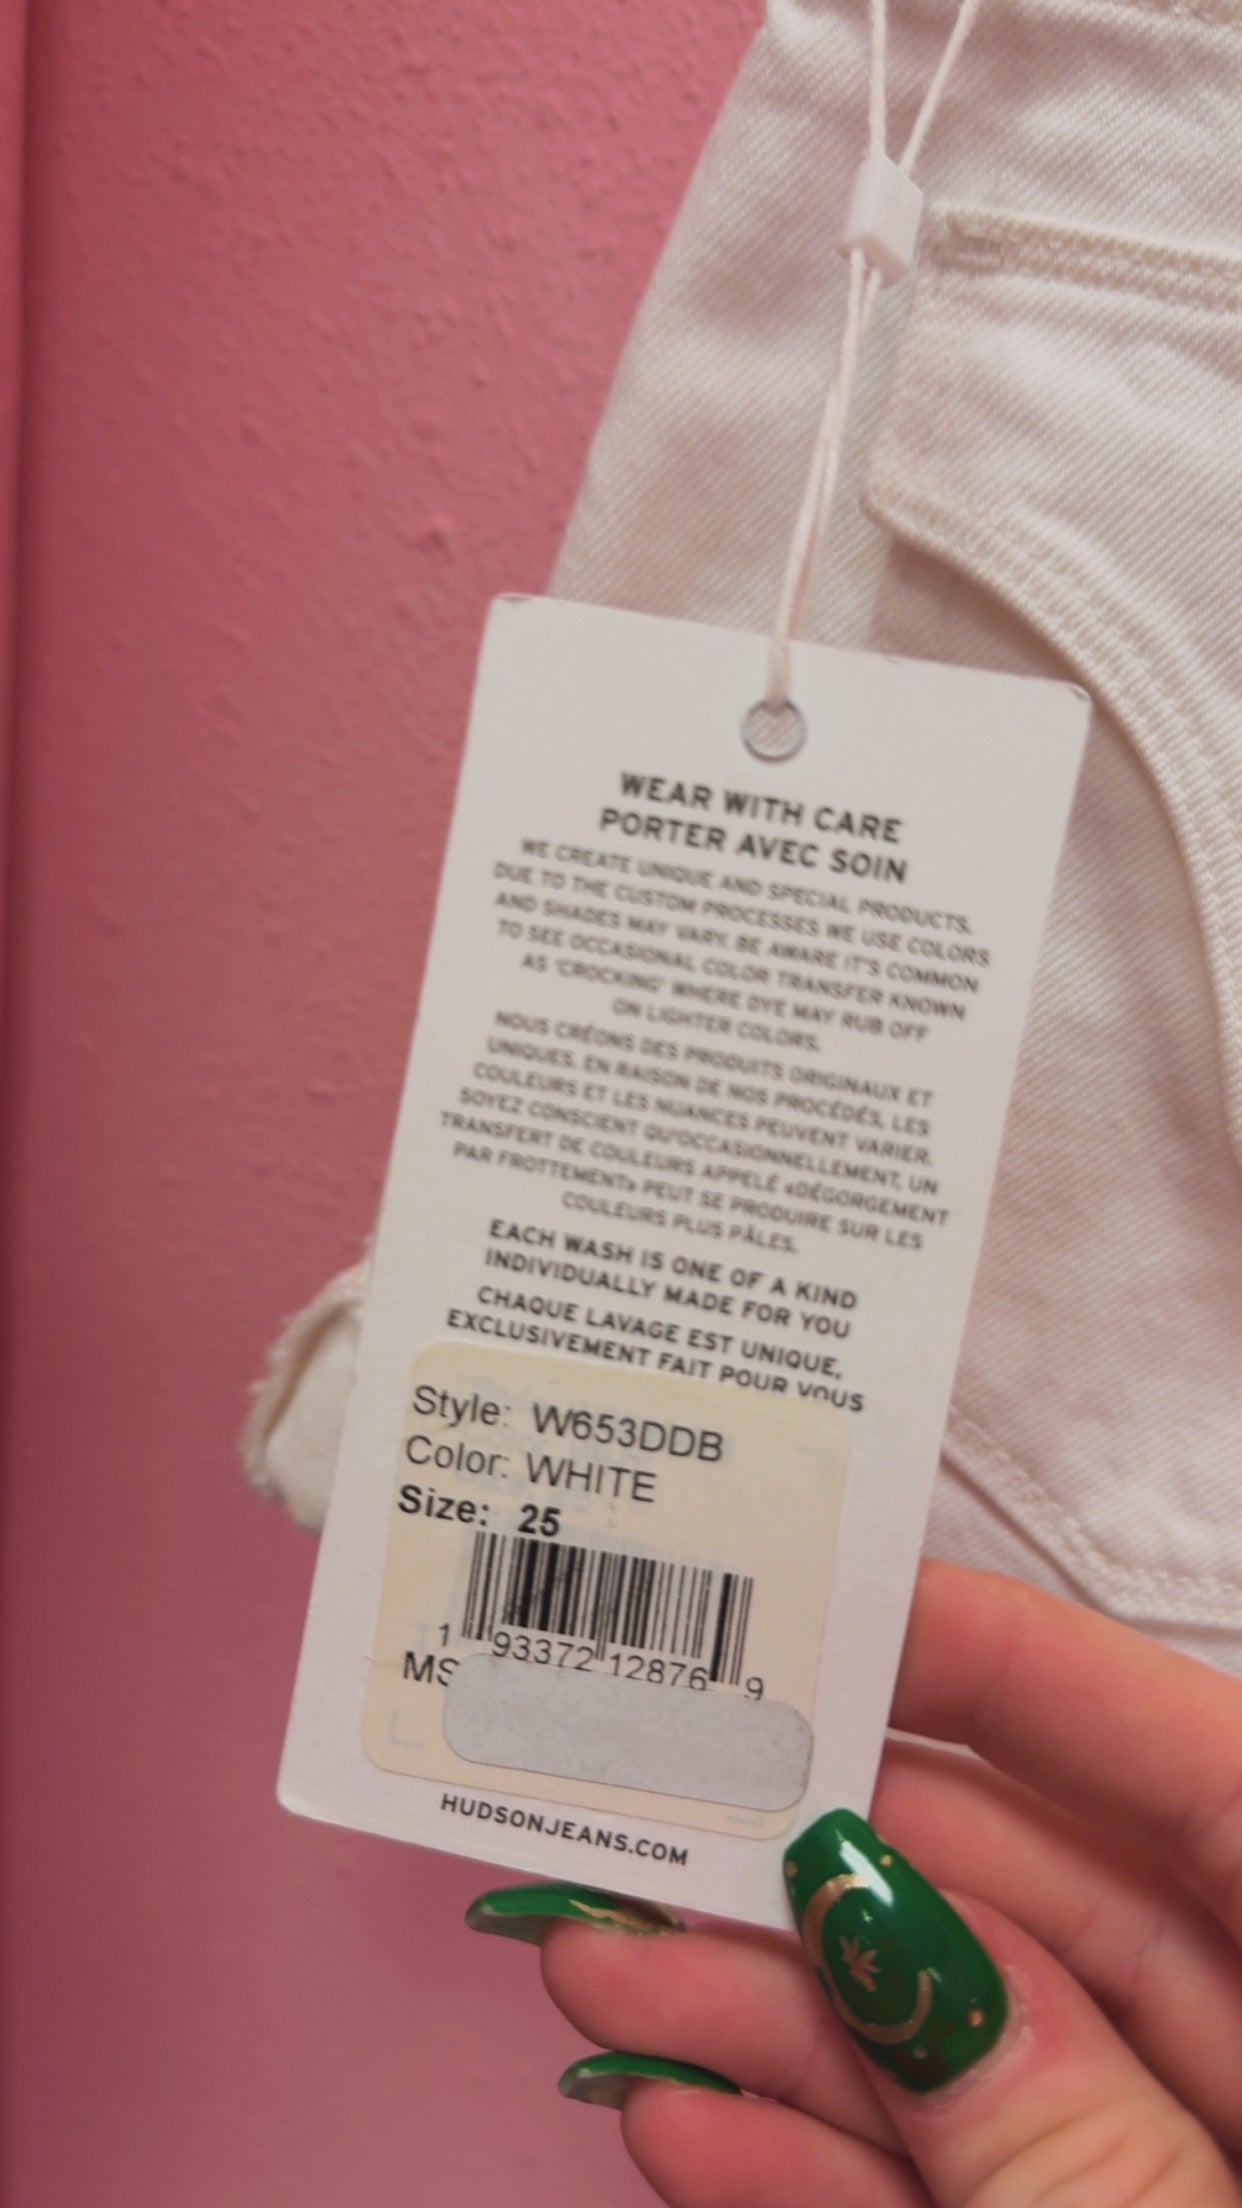 WEAR WITH CARE
PORTER AVEC SOIN
WE CREATE UNIQUE AND SPECIAL PRODUCTS.
DUE TO THE CUSTOM PROCESSES WE USE COLORS
AND SHADES MAY VARY. BE AWARE IT'S COMMON
TO SEE OCCASIONAL COLOR TRANSFER KNOWN
AS 'CROCKING' WHERE DYE MAY RUB OFF
ON LIGHTER COLORS.
NOUS CRÉONS DES PRODUITS ORIGINAUX ET
UNIQUES. EN RAISON DE NOS PROCÉDÉS, LES
COULEURS ET LES NUANCES PEUVENT VARIER.
SOYEZ CONSCIENT QU'OCCASIONNELLEMENT, UN
TRANSFERT DE COULEURS APPELÉ «DÉGORGEMENT
PAR FROTTEMENT» PEUT SE PRODUIRE SUR LES
COULEURS PLUS PÂLES.
EACH WASH IS ONE OF A KIND
INDIVIDUALLY MADE FOR YOU
CHAQUE LAVAGE EST UNIQUE,
EXCLUSIVEMENT FAIT POUR VOUS
Style: W653DDB
Color: WHITE
Size: 25
1 93372 12876 9
MS
HUDSONJEANS.COM